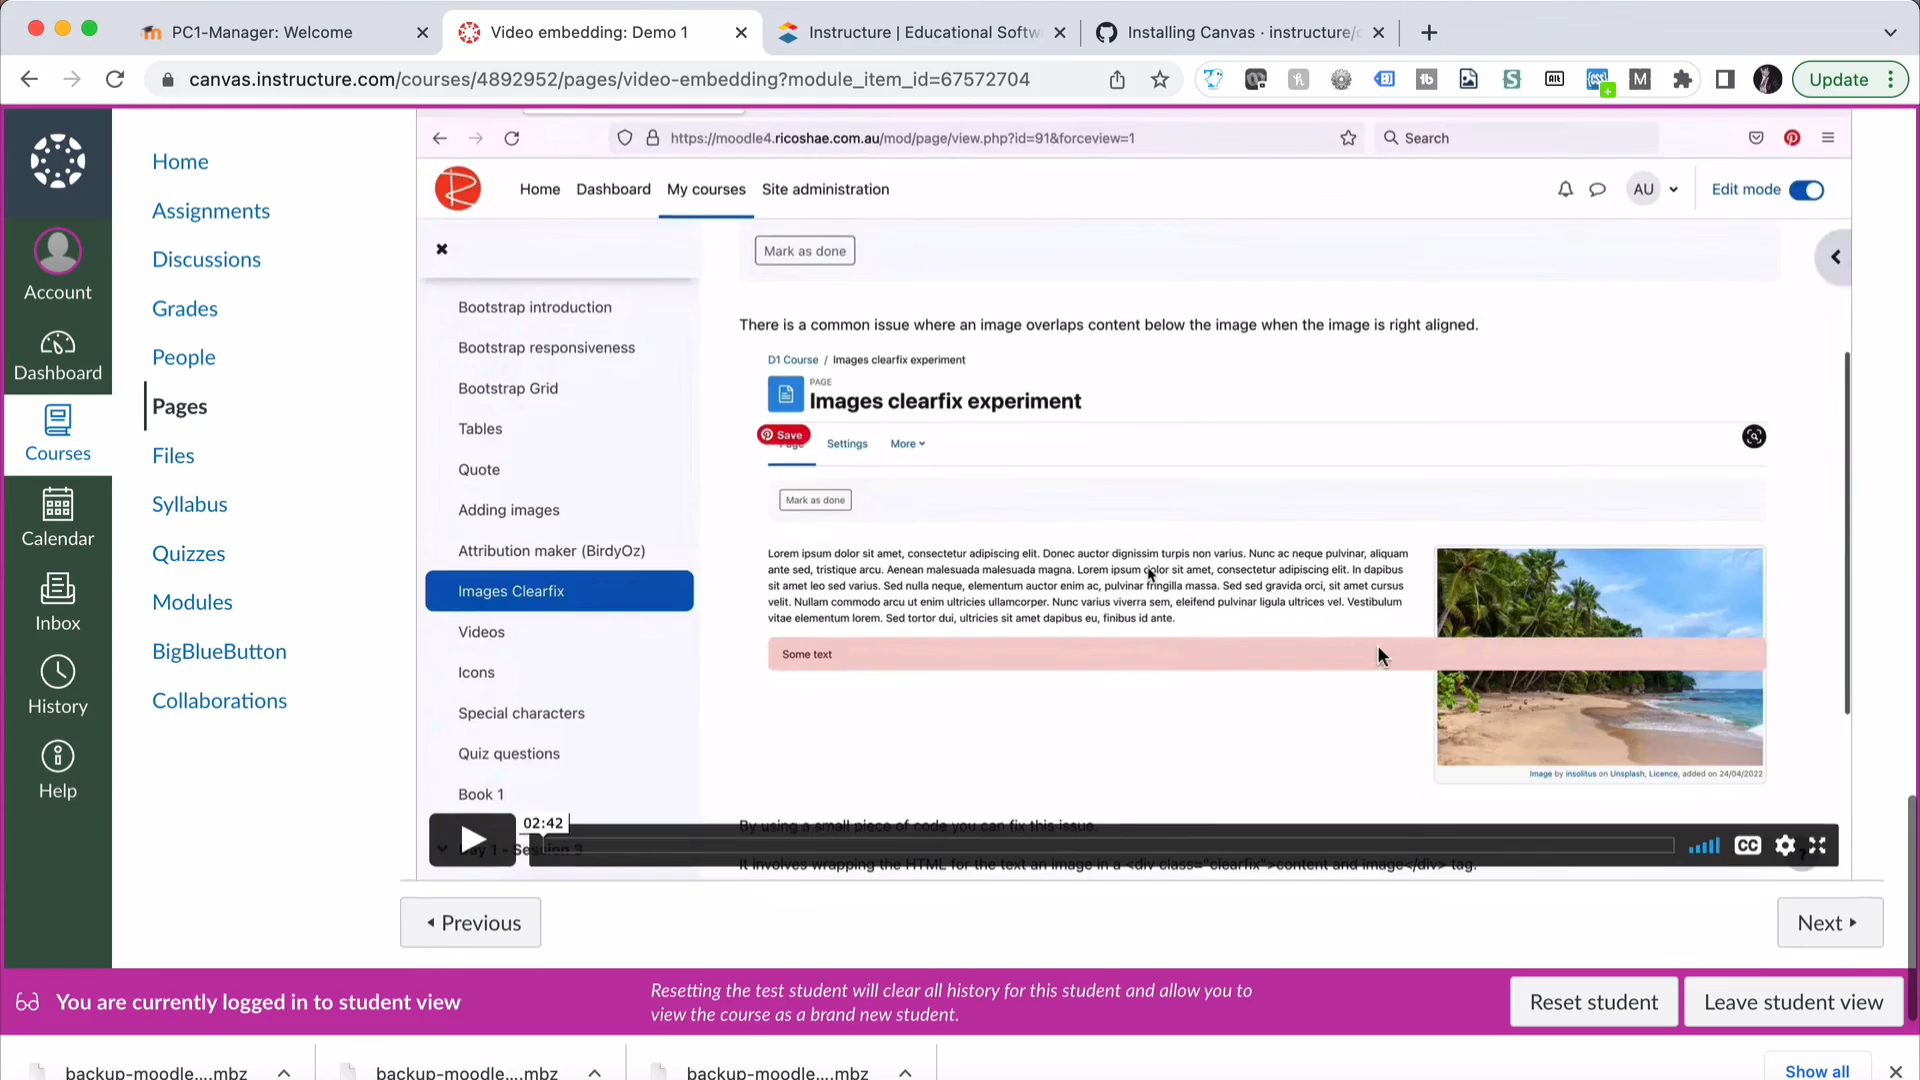 PC1-Manager: Welcome
Video embedding: Demo 1
Instructure | Educational Softw
Installing Canvas · instructure/c
canvas.instructure.com/courses/4892952/pages/video-embedding?module_item_id=67572704
Update
https://moodle4.ricoshae.com.au/mod/page/view.php?id=91&forceview=1
Search
Home
Dashboard
My courses
Site administration
AU
Edit mode
Account
Dashboard
Courses
Calendar
Inbox
History
Help
Home
Assignments
Discussions
Grades
People
Pages
Files
Syllabus
Quizzes
Modules
BigBlueButton
Collaborations
Bootstrap introduction
Bootstrap responsiveness
Bootstrap Grid
Tables
Quote
Adding images
Attribution maker (BirdyOz)
Images Clearfix
Videos
Icons
Special characters
Quiz questions
Book 1
Day 1 - Session 3
Mark as done
There is a common issue where an image overlaps content below the image when the image is right aligned.
D1 Course / Images clearfix experiment
PAGE
Images clearfix experiment
Save
Page
Settings
More
Mark as done
Lorem ipsum dolor sit amet, consectetur adipiscing elit. Donec auctor dignissim turpis non varius. Nunc ac neque pulvinar, aliquam
ante sed, tristique arcu. Aenean malesuada malesuada magna. Lorem ipsum dolor sit amet, consectetur adipiscing elit. In dapibus
sit amet leo sed varius. Sed nulla neque, elementum auctor enim ac, pulvinar fringilla massa. Sed sed gravida orci, sit amet cursus
velit. Nullam commodo arcu ut enim ultricies ullamcorper. Nunc varius viverra sem, eleifend pulvinar ligula ultrices vel. Vestibulum
vitae elementum lorem. Sed tortor dui, ultricies sit amet dapibus eu, finibus id ante.
Some text
Image by insolitus on Unsplash, Licence, added on 24/04/2022
By using a small piece of code you can fix this issue.
It involves wrapping the HTML for the text an image in a <div class="clearfix">content and image</div> tag.
02:42
CC
Previous
Next
You are currently logged in to student view
Resetting the test student will clear all history for this student and allow you to
view the course as a brand new student.
Reset student
Leave student view
backup-moodle....mbz
backup-moodle....mbz
backup-moodle....mbz
Show all